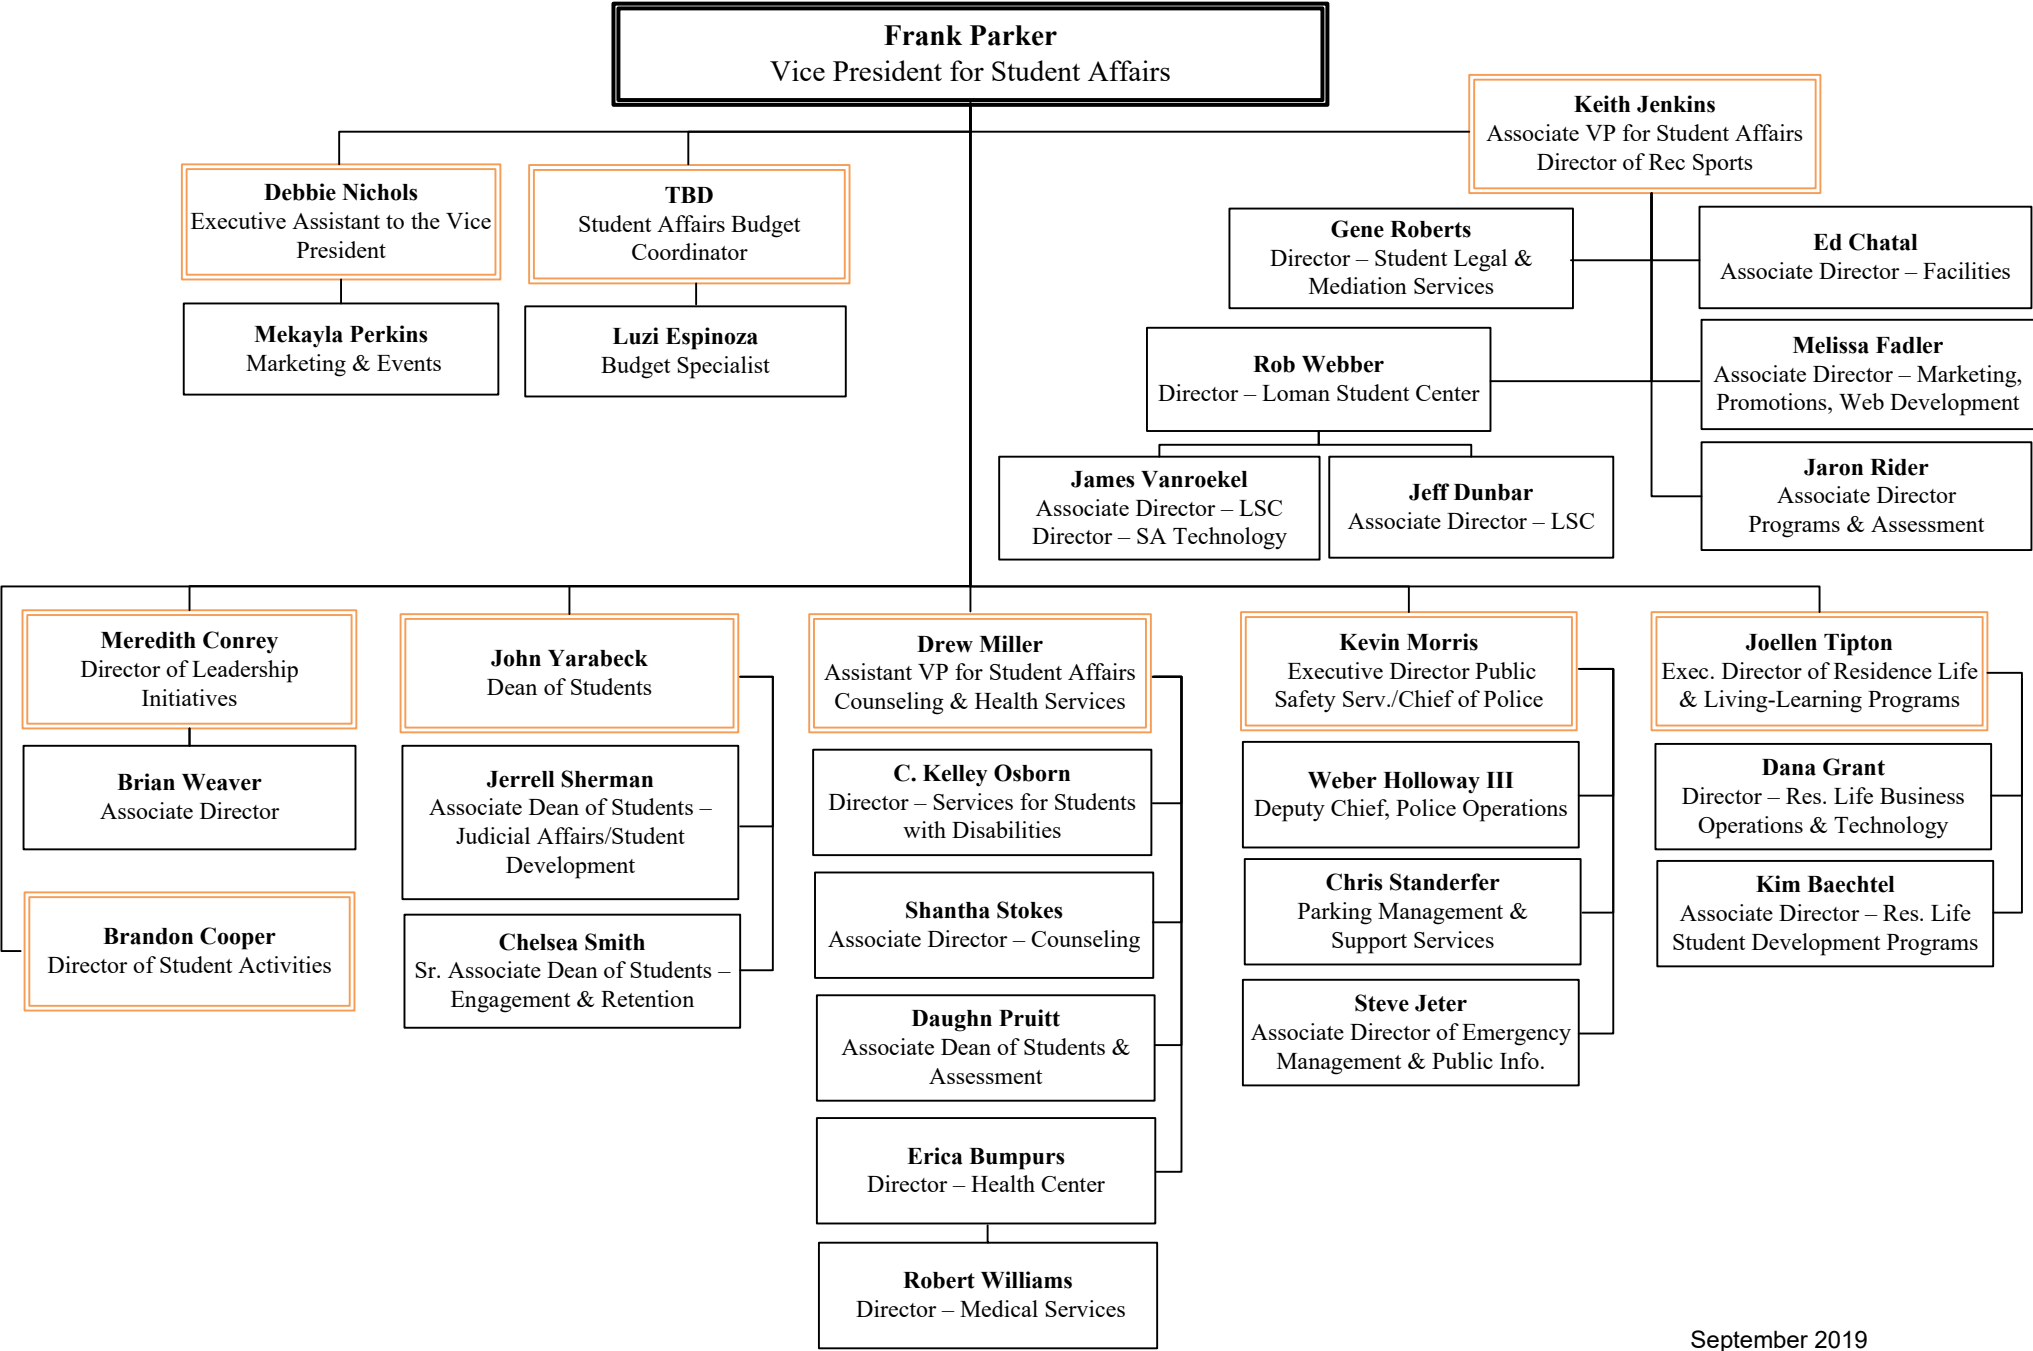 Frank Parker
Vice President for Student Affairs
Keith Jenkins
Associate VP for Student Affairs
Director of Rec Sports
Debbie Nichols
Executive Assistant to the Vice
President
TBD
Student Affairs Budget
Coordinator
Mekayla Perkins
Marketing & Events
Luzi Espinoza
Budget Specialist
Gene Roberts
Director – Student Legal &
Mediation Services
Ed Chatal
Associate Director – Facilities
Rob Webber
Director – Loman Student Center
Melissa Fadler
Associate Director – Marketing,
Promotions, Web Development
James Vanroekel
Associate Director – LSC
Director – SA Technology
Jeff Dunbar
Associate Director – LSC
Jaron Rider
Associate Director
Programs & Assessment
Meredith Conrey
Director of Leadership
Initiatives
Brian Weaver
Associate Director
Brandon Cooper
Director of Student Activities
John Yarabeck
Dean of Students
Jerrell Sherman
Associate Dean of Students –
Judicial Affairs/Student
Development
Chelsea Smith
Sr. Associate Dean of Students –
Engagement & Retention
Drew Miller
Assistant VP for Student Affairs
Counseling & Health Services
C. Kelley Osborn
Director – Services for Students
with Disabilities
Shantha Stokes
Associate Director – Counseling
Daughn Pruitt
Associate Dean of Students &
Assessment
Erica Bumpurs
Director – Health Center
Robert Williams
Director – Medical Services
Kevin Morris
Executive Director Public
Safety Serv./Chief of Police
Weber Holloway III
Deputy Chief, Police Operations
Chris Standerfer
Parking Management &
Support Services
Steve Jeter
Associate Director of Emergency
Management & Public Info.
Joellen Tipton
Exec. Director of Residence Life
& Living-Learning Programs
Dana Grant
Director – Res. Life Business
Operations & Technology
Kim Baechtel
Associate Director – Res. Life
Student Development Programs
September 2019